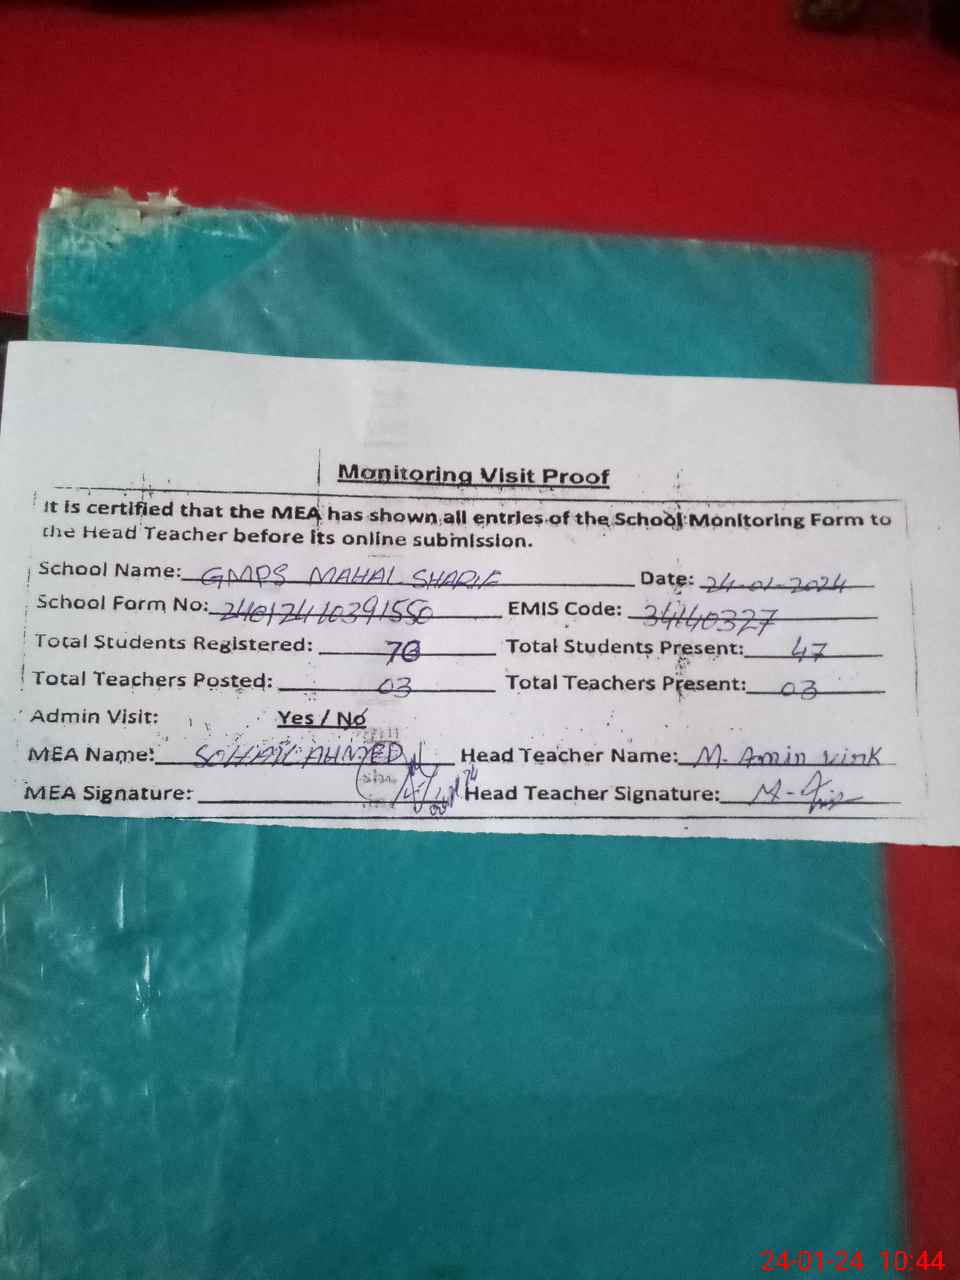 Monitoring Visit Proof
It is certified that the MEA has shown all entries of the School Monitoring Form to
the Head Teacher before its online submission.
School Name: GMPS MAHAL SHARIF Date: 24-01-2024
School Form No: 24012410391550 EMIS Code: 34140327
Total Students Registered: Total Students Present: 47
Total Teachers Posted: 03 Total Teachers Present: 03
Admin Visit: Yes / No
MEA Name: SOHAIL AHMED Head Teacher Name: M. Amin
MEA Signature: Head Teacher Signature: M-
24-01-24 10:44